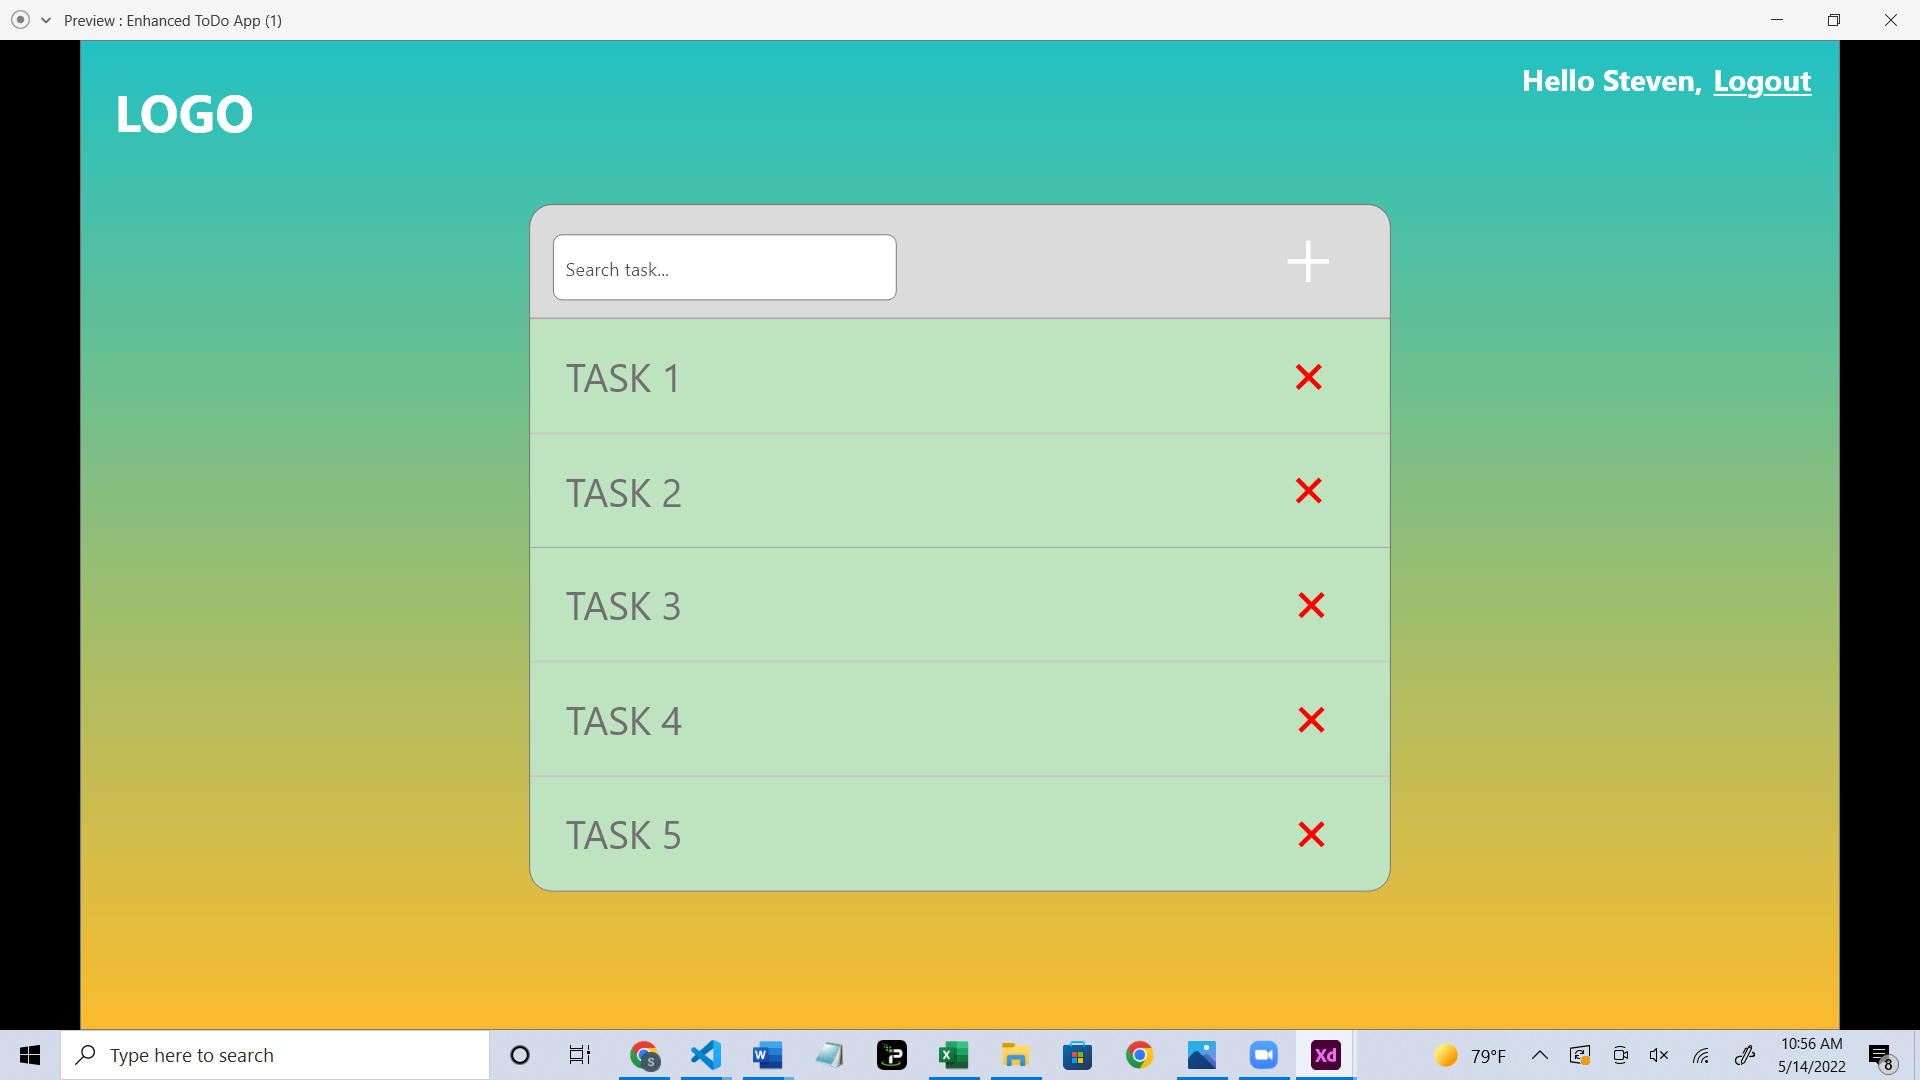 Preview : Enhanced ToDo App (1)
LOGO
Hello Steven, Logout
Search task...
TASK 1
TASK 2
TASK 3
TASK 4
TASK 5
Type here to search
S
W
X
Xd
79°F
10:56 AM
5/14/2022
8